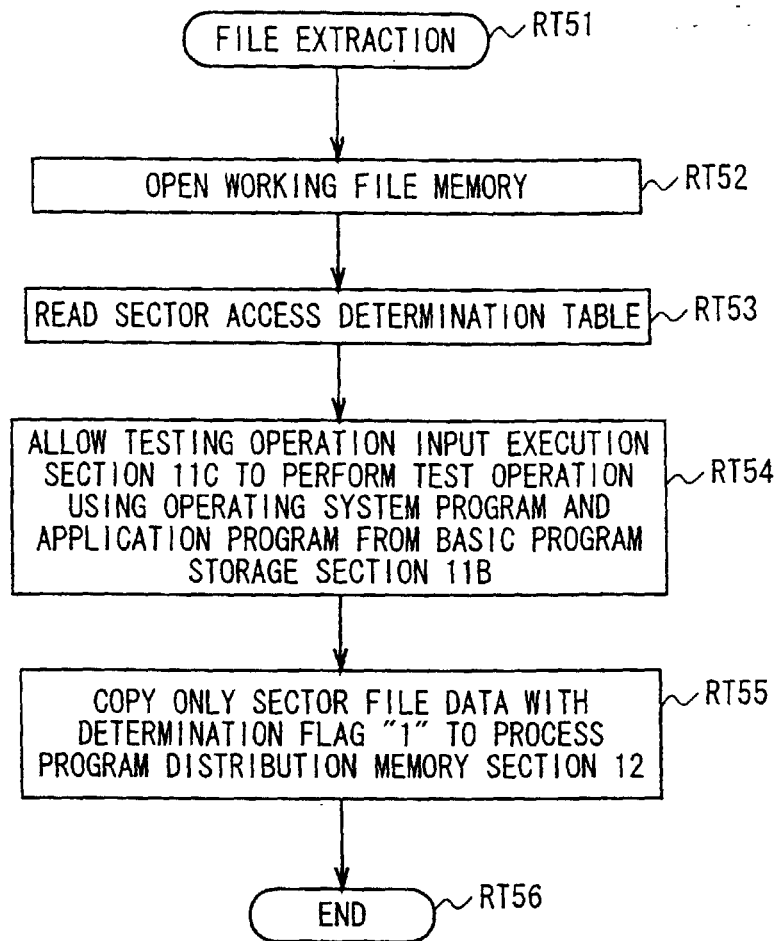 FILE EXTRACTION
RT51
OPEN WORKING FILE MEMORY
RT52
READ SECTOR ACCESS DETERMINATION TABLE
RT53
ALLOW TESTING OPERATION INPUT EXECUTION
SECTION 11C TO PERFORM TEST OPERATION
USING OPERATING SYSTEM PROGRAM AND
APPLICATION PROGRAM FROM BASIC PROGRAM
STORAGE SECTION 11B
RT54
COPY ONLY SECTOR FILE DATA WITH
DETERMINATION FLAG "1" TO PROCESS
PROGRAM DISTRIBUTION MEMORY SECTION 12
RT55
END
RT56